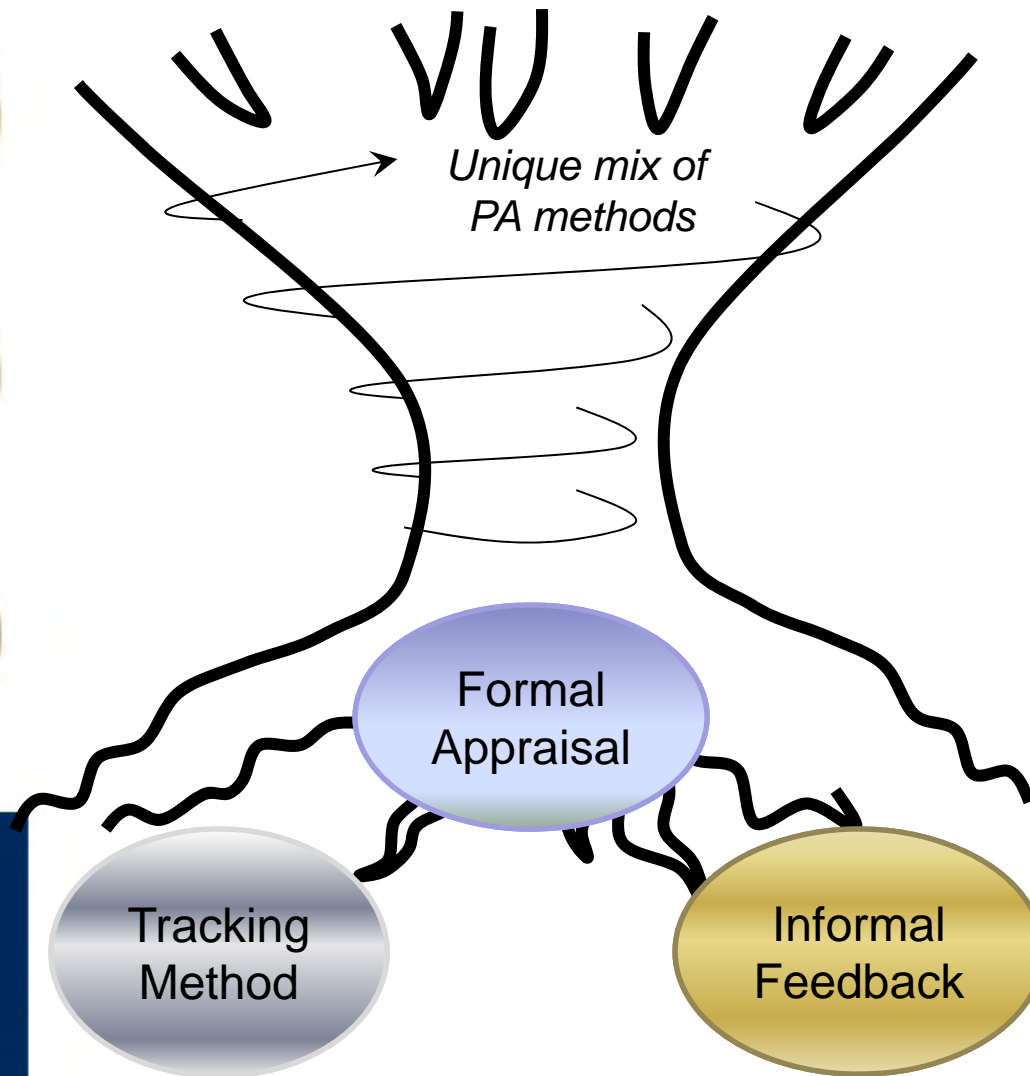 Unique mix of
PA methods
Formal
Appraisal
Tracking
Method
Informal
Feedback